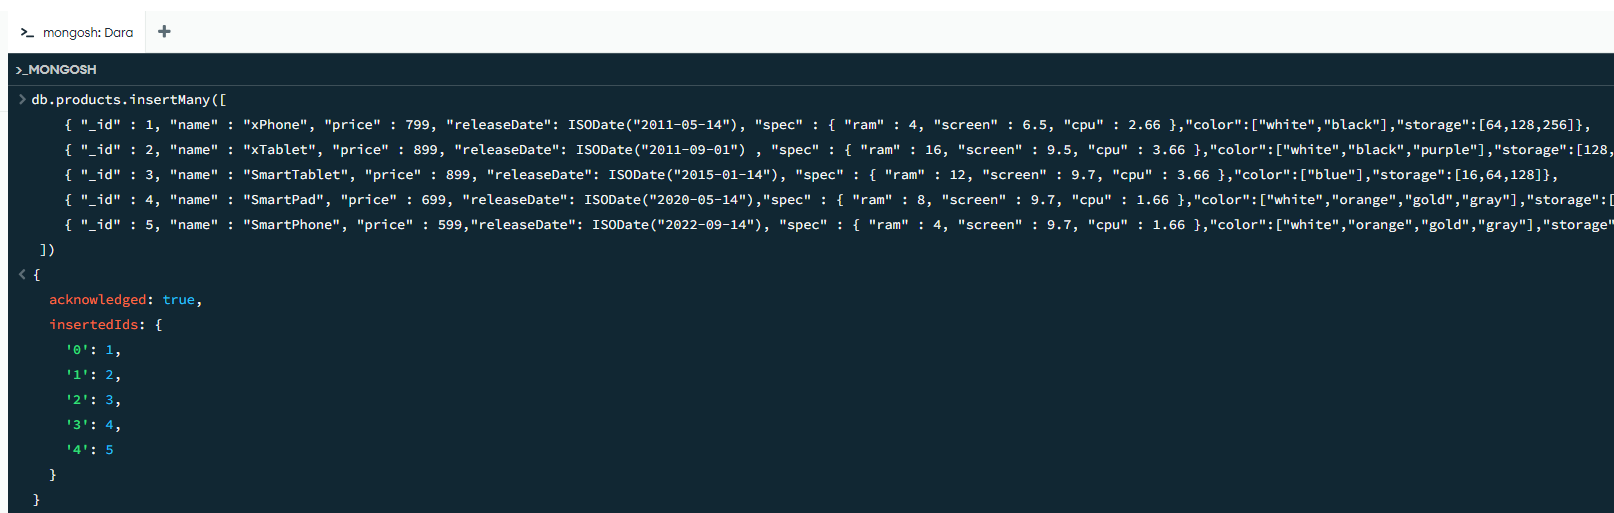 >_ mongosh: Dara +
>_MONGOSH
> db.products.insertMany([
{ "_id" : 1, "name" : "xPhone", "price" : 799, "releaseDate": ISODate("2011-05-14"), "spec" : { "ram" : 4, "screen" : 6.5, "cpu" : 2.66 },"color":["white","black"],"storage":[64,128,256]},
{ "_id" : 2, "name" : "xTablet", "price" : 899, "releaseDate": ISODate("2011-09-01") , "spec" : { "ram" : 16, "screen" : 9.5, "cpu" : 3.66 },"color":["white","black","purple"],"storage":[128,
{ "_id" : 3, "name" : "SmartTablet", "price" : 899, "releaseDate": ISODate("2015-01-14"), "spec" : { "ram" : 12, "screen" : 9.7, "cpu" : 3.66 },"color":["blue"],"storage":[16,64,128]},
{ "_id" : 4, "name" : "SmartPad", "price" : 699, "releaseDate": ISODate("2020-05-14"),"spec" : { "ram" : 8, "screen" : 9.7, "cpu" : 1.66 },"color":["white","orange","gold","gray"],"storage":[
{ "_id" : 5, "name" : "SmartPhone", "price" : 599,"releaseDate": ISODate("2022-09-14"), "spec" : { "ram" : 4, "screen" : 9.7, "cpu" : 1.66 },"color":["white","orange","gold","gray"],"storage"
])
< {
acknowledged: true,
insertedIds: {
'0': 1,
'1': 2,
'2': 3,
'3': 4,
'4': 5
}
}